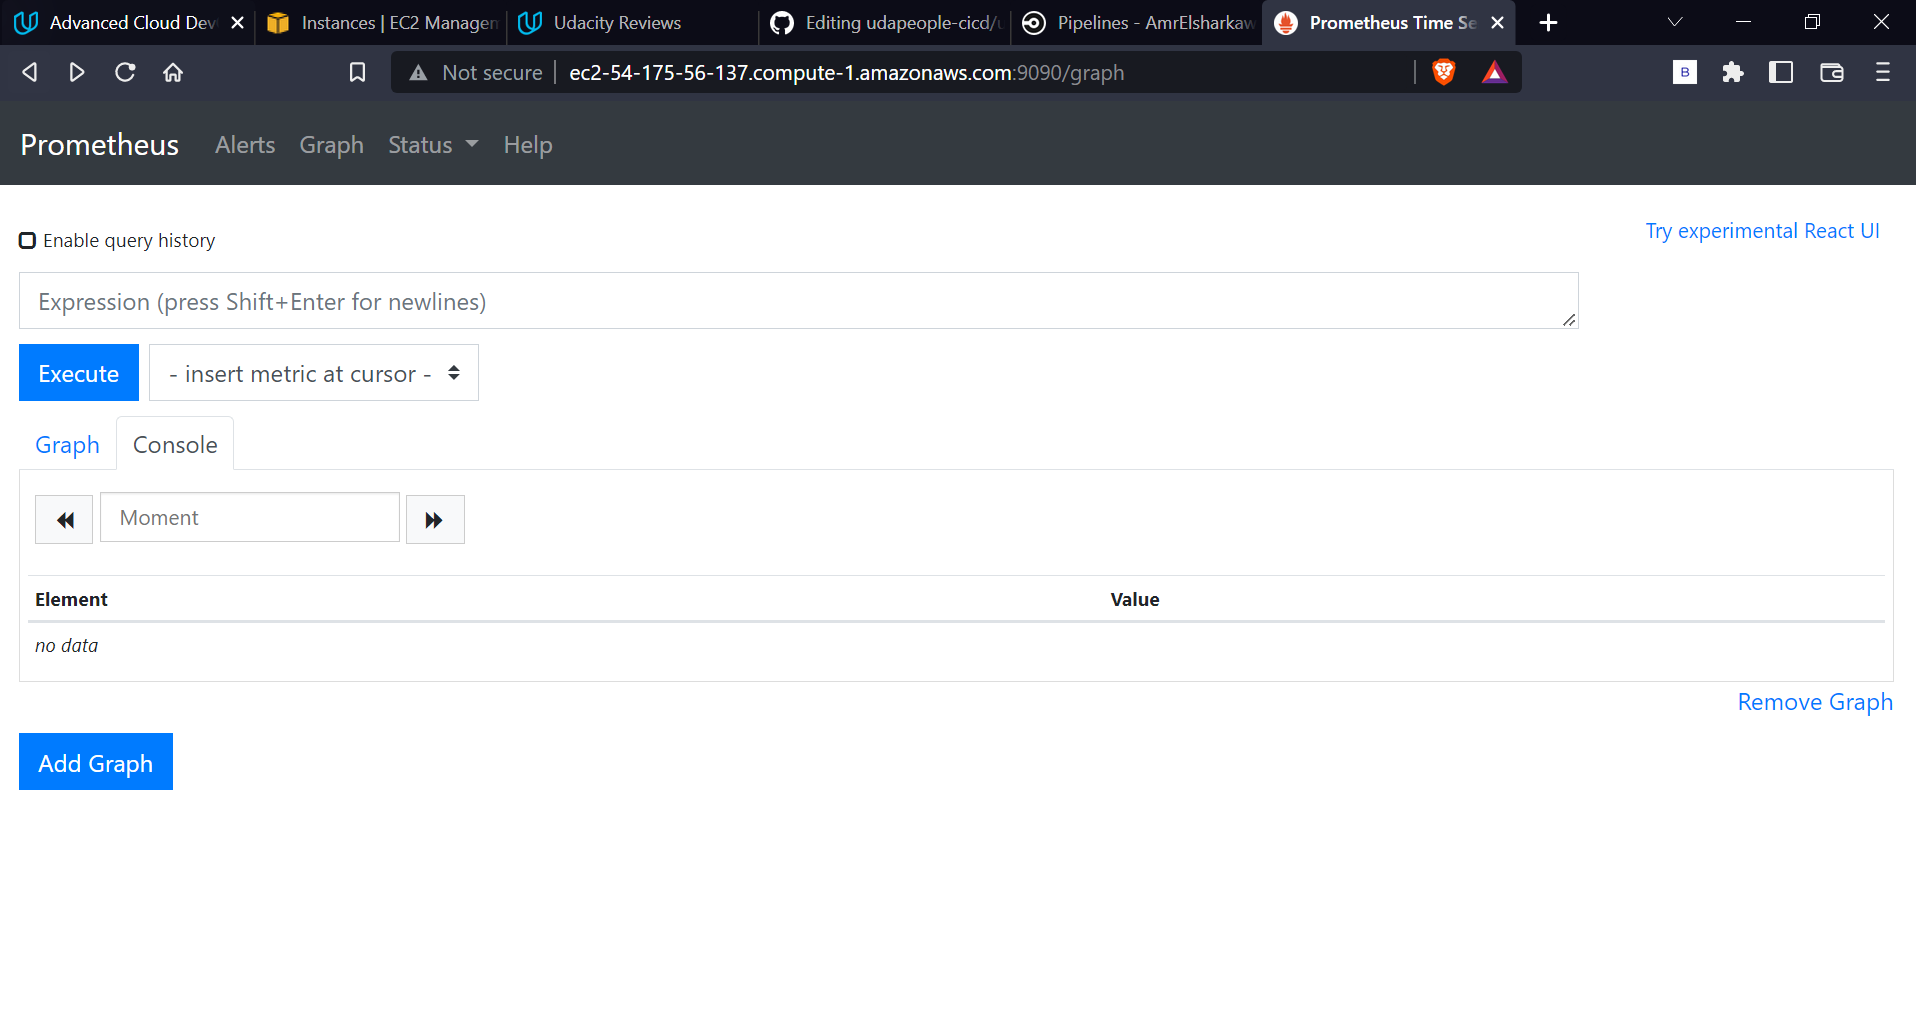 Advanced Cloud Dev
Instances | EC2 Managem
Udacity Reviews
Editing udapeople-cicd/u
Pipelines - AmrElsharkaw
Prometheus Time Se
Not secure
ec2-54-175-56-137.compute-1.amazonaws.com:9090/graph
B
Prometheus Alerts Graph Status Help
Enable query history
Try experimental React UI
Expression (press Shift+Enter for newlines)
Execute
- insert metric at cursor -
Graph Console
Moment
Element Value
no data
Remove Graph
Add Graph